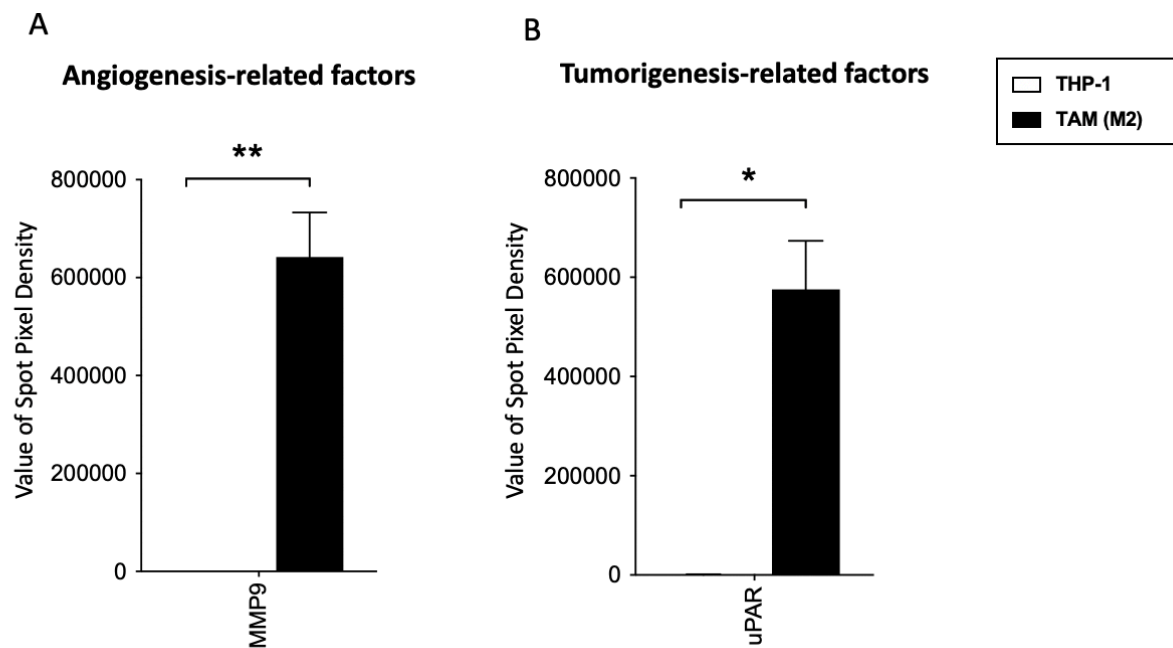 A
Angiogenesis-related factors
**
Value of Spot Pixel Density
800000
600000
400000
200000
0
MMP9
B
Tumorigenesis-related factors
*
Value of Spot Pixel Density
800000
600000
400000
200000
0
uPAR
THP-1
TAM (M2)